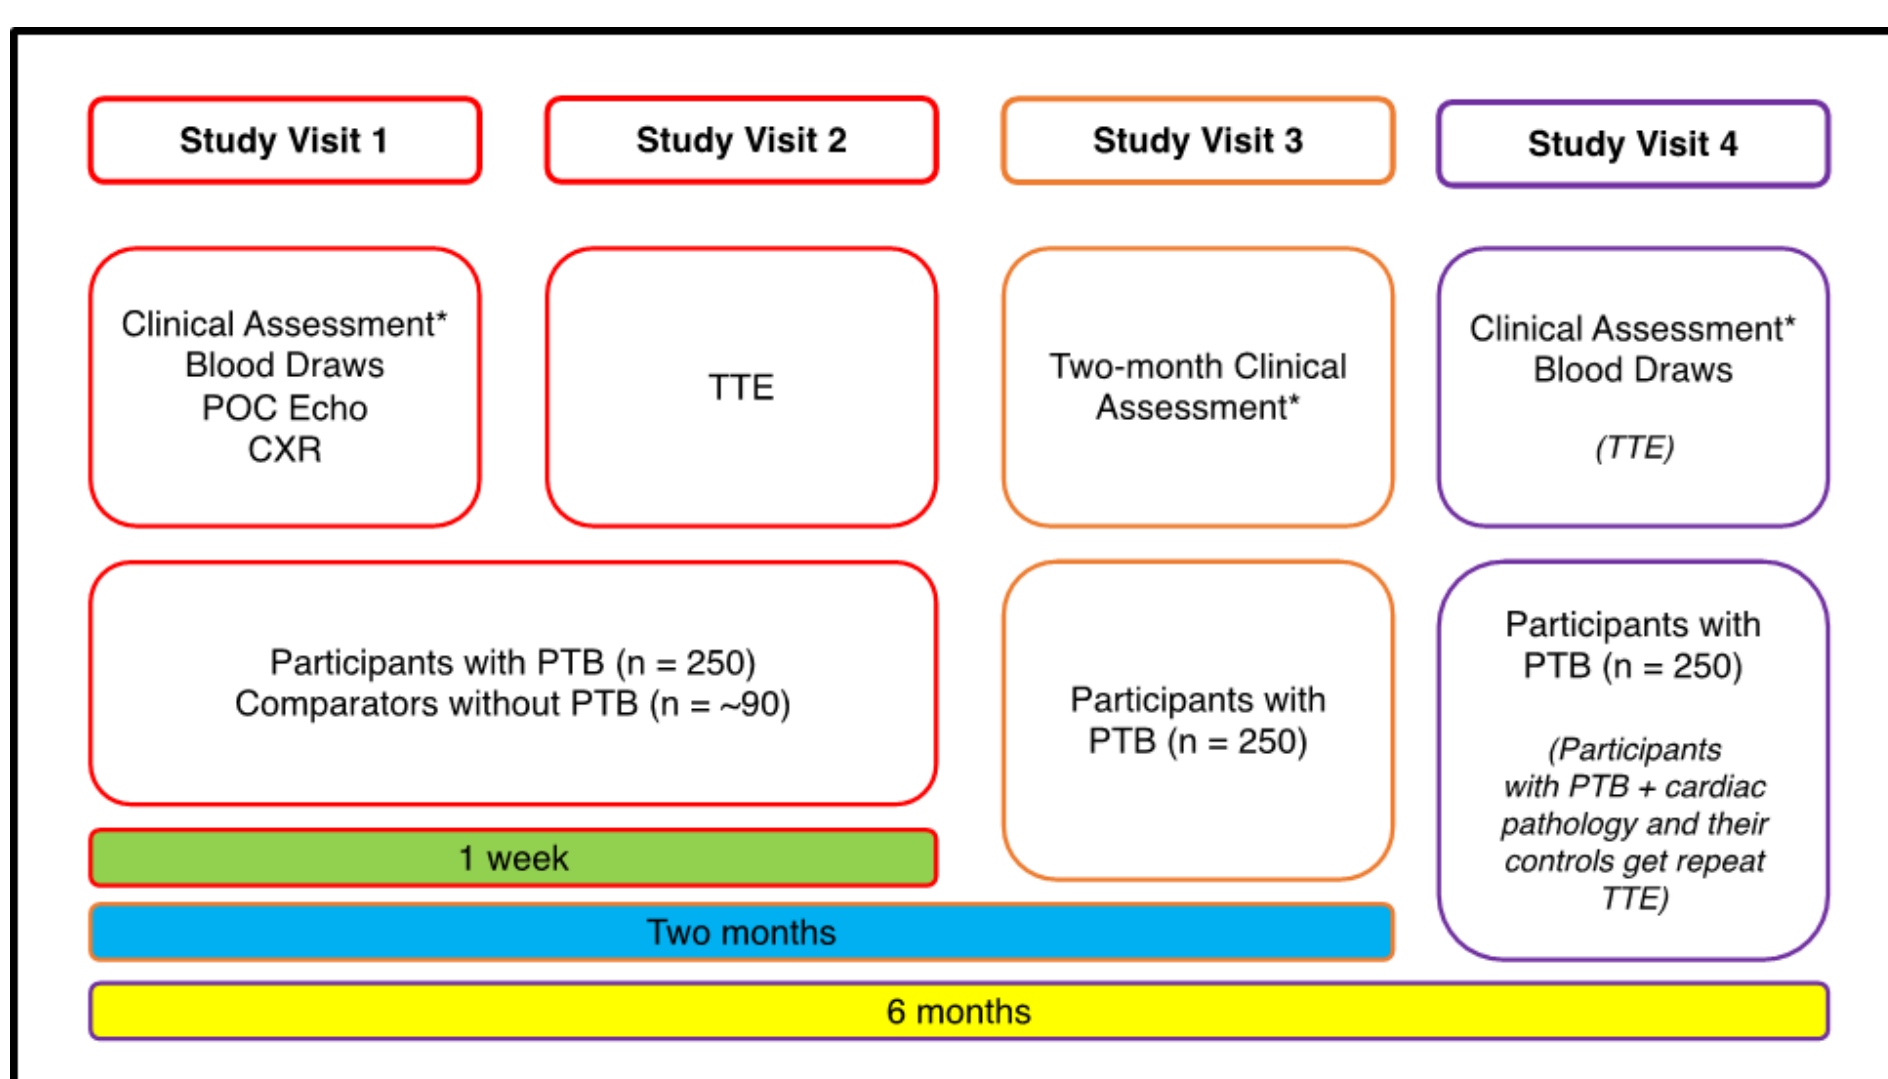 Study Visit 1
Study Visit 2
Study Visit 3
Study Visit 4
Clinical Assessment*
Blood Draws
POC Echo
CXR
TTE
Two-month Clinical
Assessment*
Clinical Assessment*
Blood Draws
(TTE)
Participants with PTB (n = 250)
Comparators without PTB (n = ~90)
Participants with
PTB (n = 250)
Participants with
PTB (n = 250)
(Participants
with PTB + cardiac
pathology and their
controls get repeat
TTE)
1 week
Two months
6 months